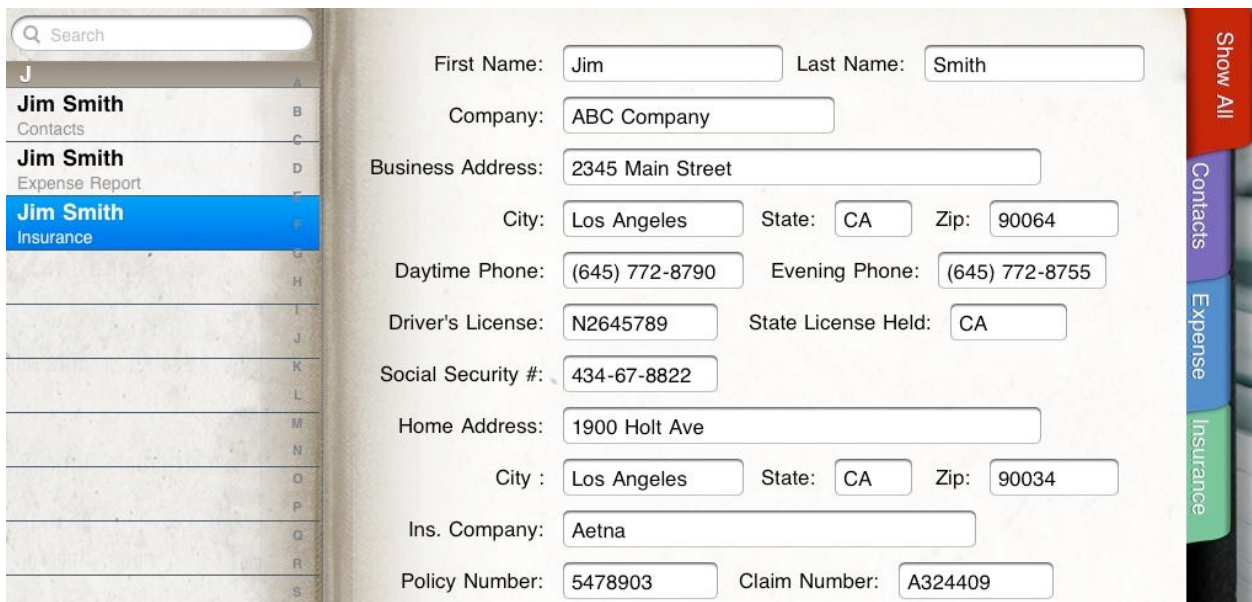 Search
J
Jim Smith
Contacts
Jim Smith
Expense Report
Jim Smith
Insurance
A
B
C
D
E
F
G
H
I
J
K
L
M
N
O
P
Q
R
S
First Name: Jim Last Name: Smith
Company: ABC Company
Business Address: 2345 Main Street
City: Los Angeles State: CA Zip: 90064
Daytime Phone: (645) 772-8790 Evening Phone: (645) 772-8755
Driver's License: N2645789 State License Held: CA
Social Security #: 434-67-8822
Home Address: 1900 Holt Ave
City : Los Angeles State: CA Zip: 90034
Ins. Company: Aetna
Policy Number: 5478903 Claim Number: A324409
Show All
Contacts
Expense
Insurance